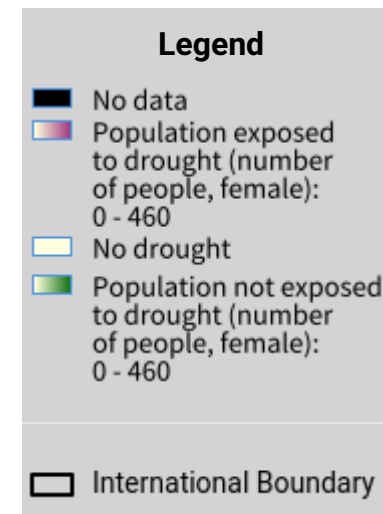 Legend
No data
Population exposed
to drought (number
of people, female):
0 - 460
No drought
Population not exposed
to drought (number
of people, female):
0 - 460
International Boundary